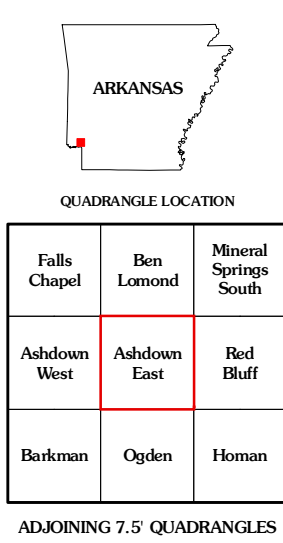 ARKANSAS
QUADRANGLE LOCATION
Falls
Chapel
Ben
Lomond
Mineral
Springs
South
Ashdown
West
Ashdown
East
Red
Bluff
Barkman
Ogden
Homan
ADJOINING 7.5' QUADRANGLES